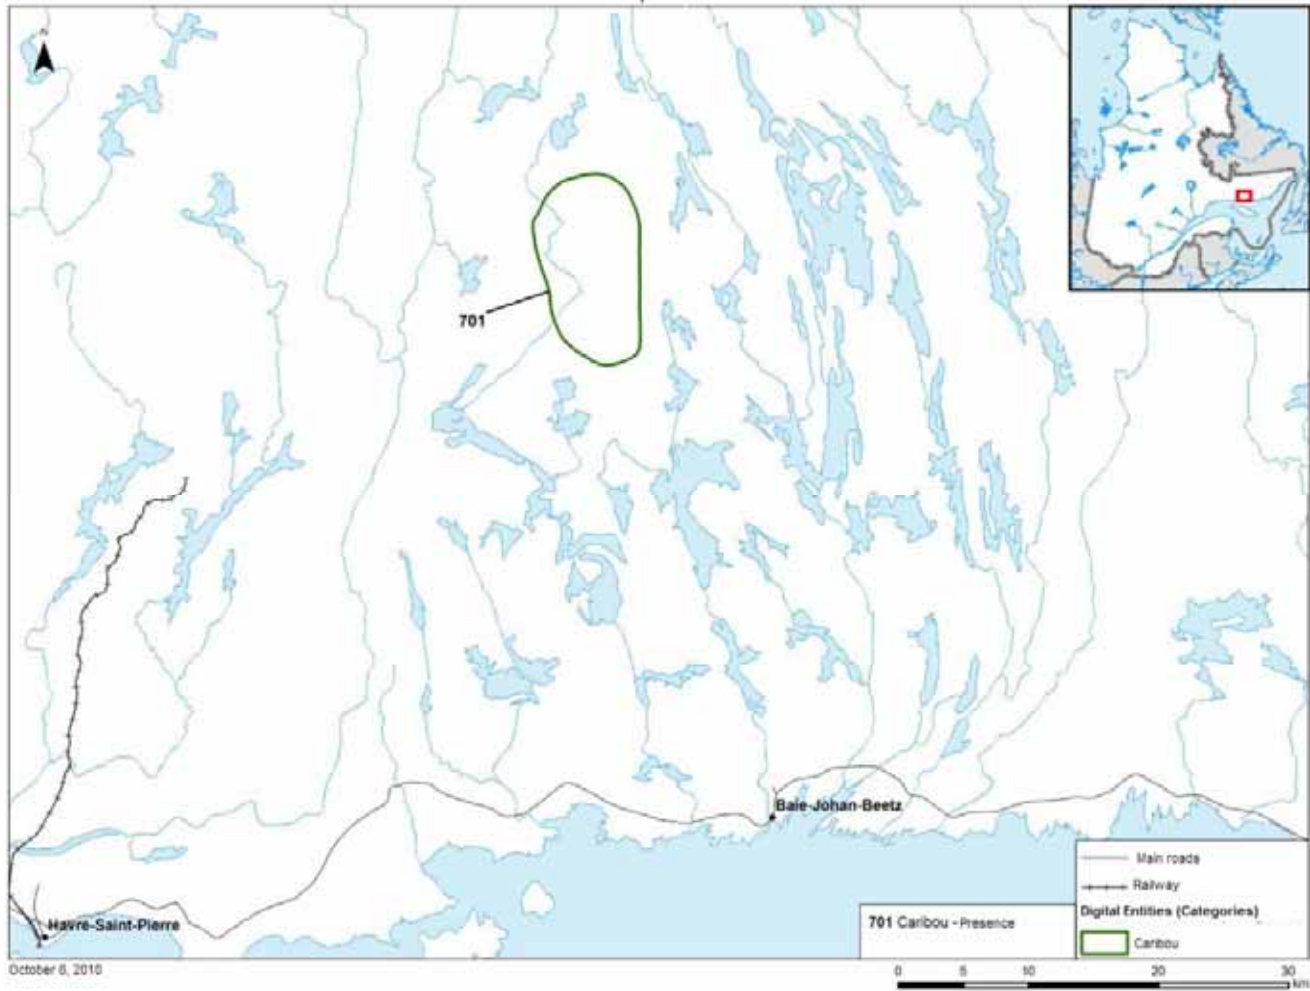 N
701
Baie-Johan-Beetz
Havre-Saint-Pierre
Main roads
Railway
Digital Entities (Categories)
Caribou
701 Caribou - Presence
October 8, 2010
0 5 10 20 30
km